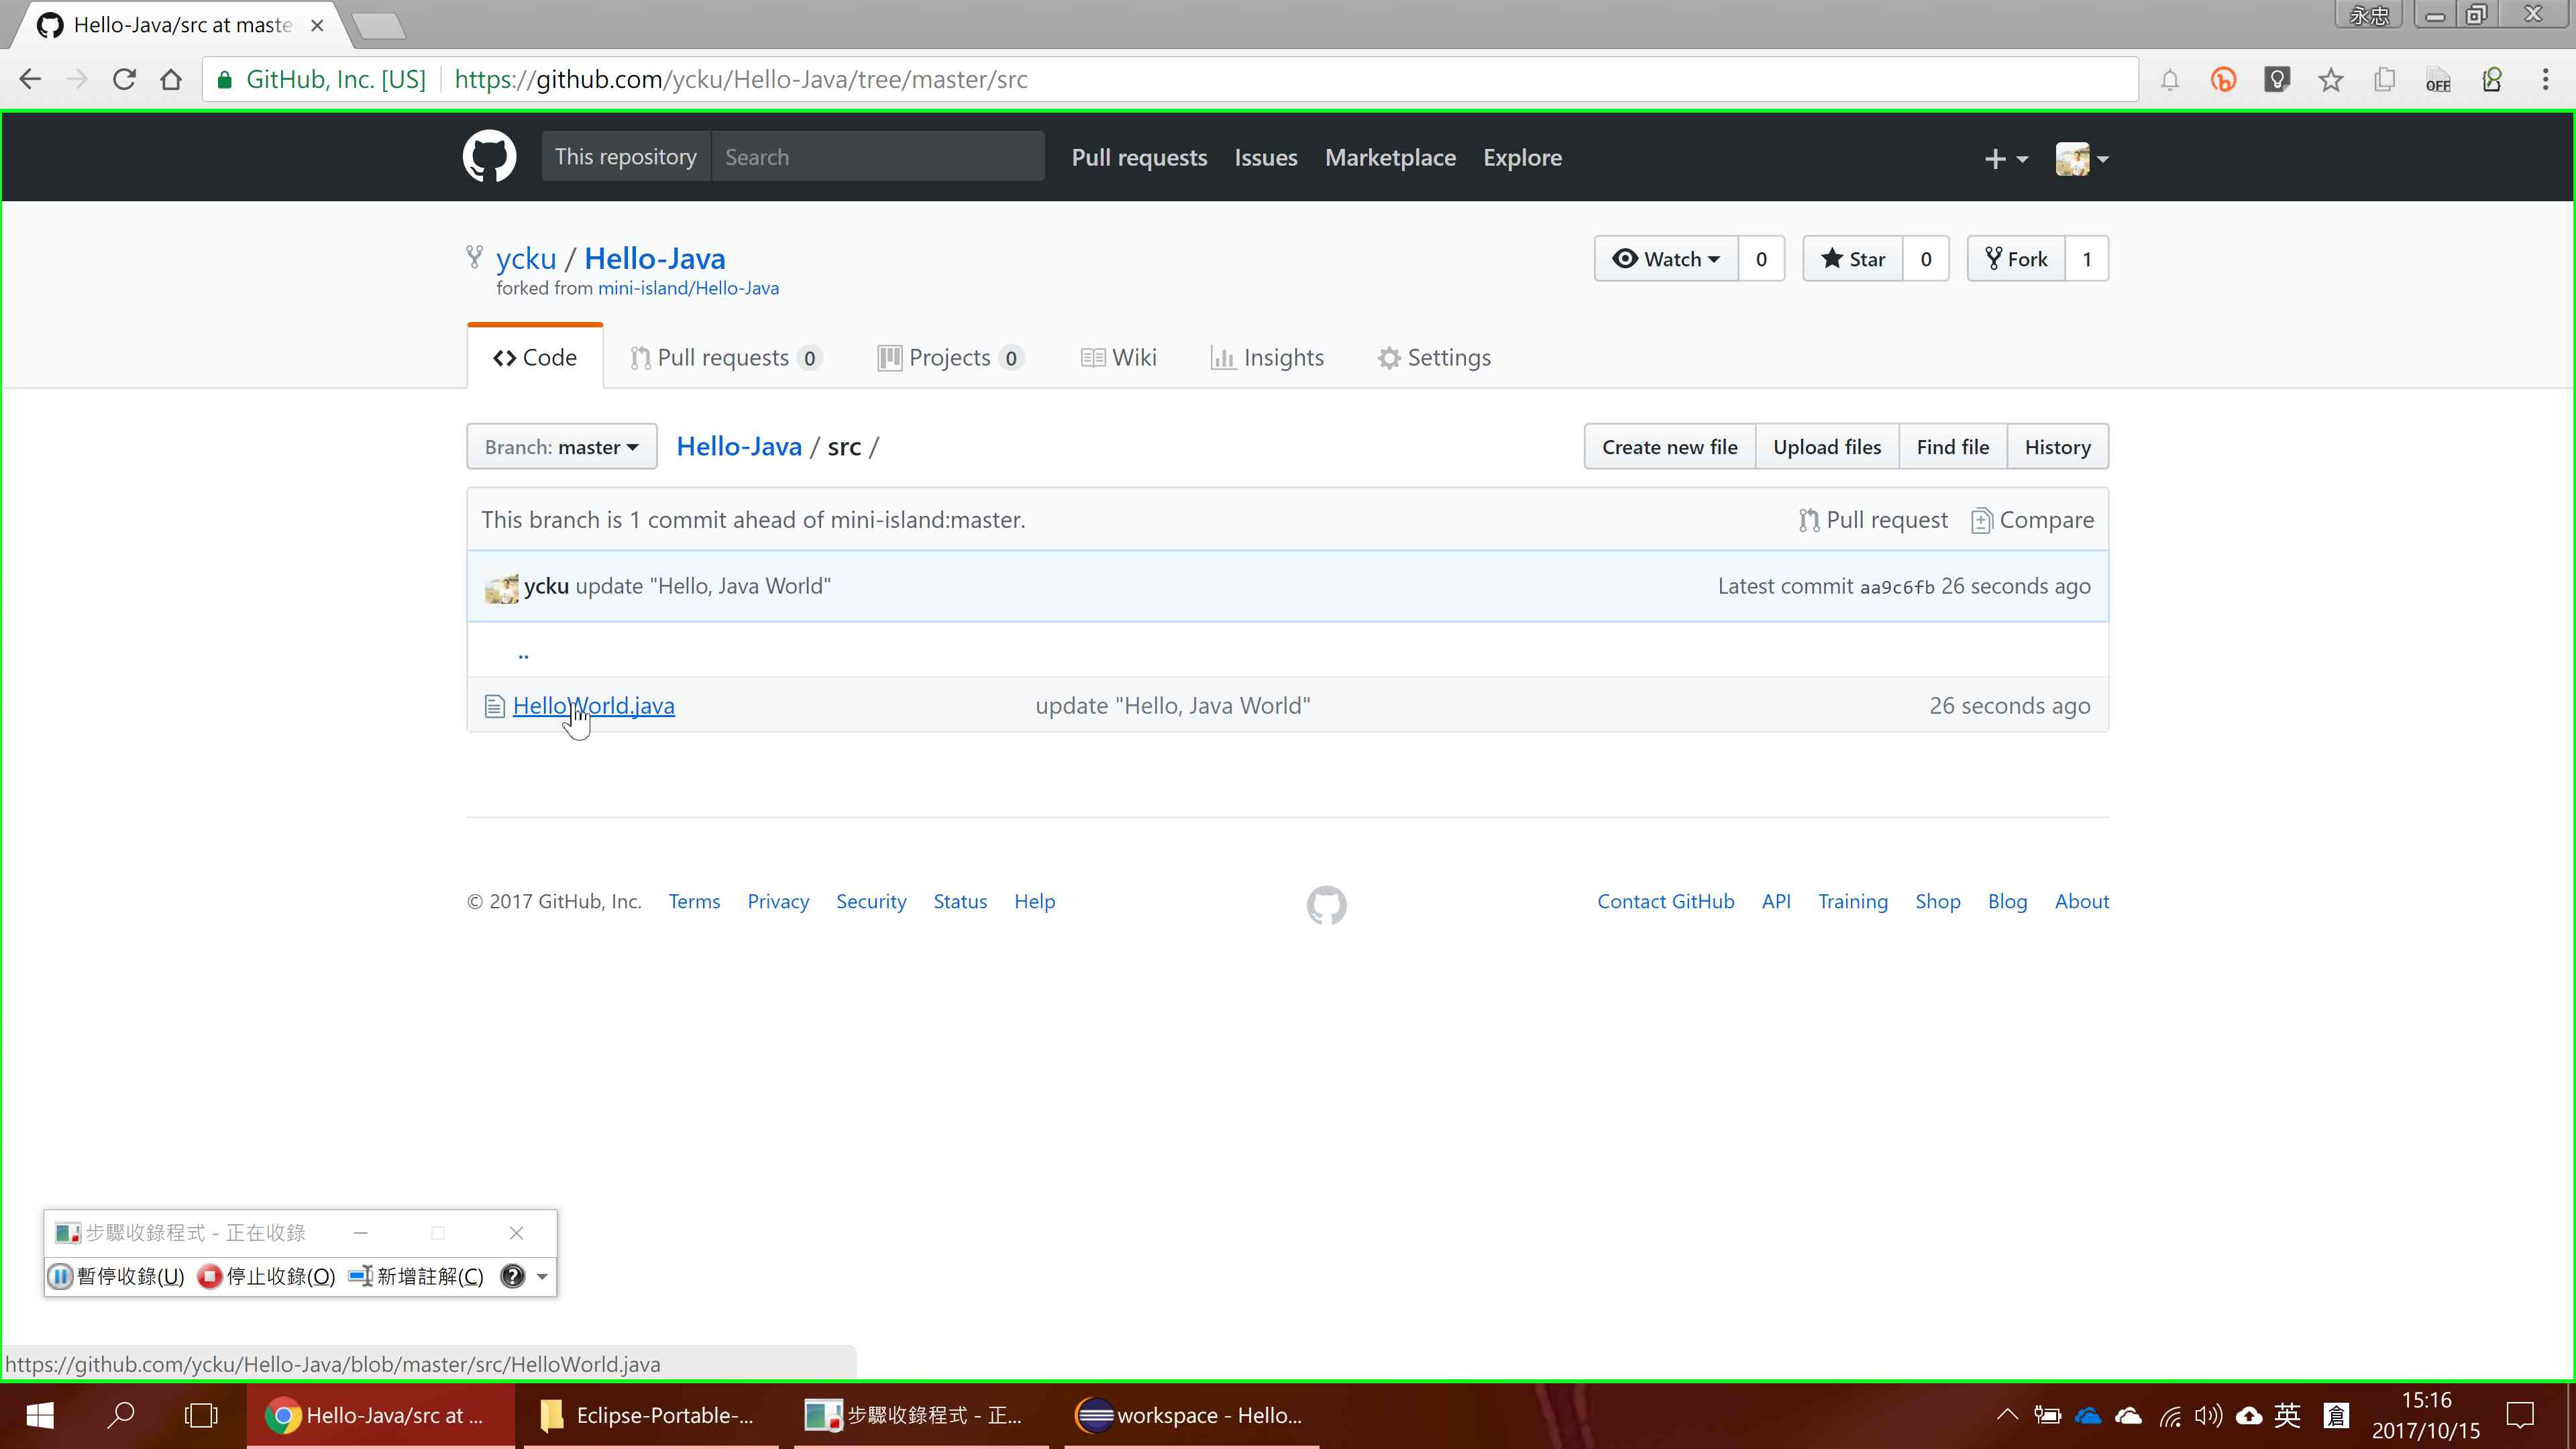 Hello-Java/src at maste
永忠
GitHub, Inc. [US] https://github.com/ycku/Hello-Java/tree/master/src
OFF
This repository Search Pull requests Issues Marketplace Explore
ycku / Hello-Java
Watch 0 Star 0 Fork 1
forked from mini-island/Hello-Java
Code Pull requests 0 Projects 0 Wiki Insights Settings
Branch: master Hello-Java / src / Create new file Upload files Find file History
This branch is 1 commit ahead of mini-island:master. Pull request Compare
ycku update "Hello, Java World" Latest commit aa9c6fb 26 seconds ago
..
HelloWorld.java update "Hello, Java World" 26 seconds ago
© 2017 GitHub, Inc. Terms Privacy Security Status Help Contact GitHub API Training Shop Blog About
步驟收錄程式 - 正在收錄
暫停收錄(U) 停止收錄(O) 新增註解(C)
https://github.com/ycku/Hello-Java/blob/master/src/HelloWorld.java
Hello-Java/src at ... Eclipse-Portable-... 步驟收錄程式 - 正... workspace - Hello... 英 倉 15:16
2017/10/15